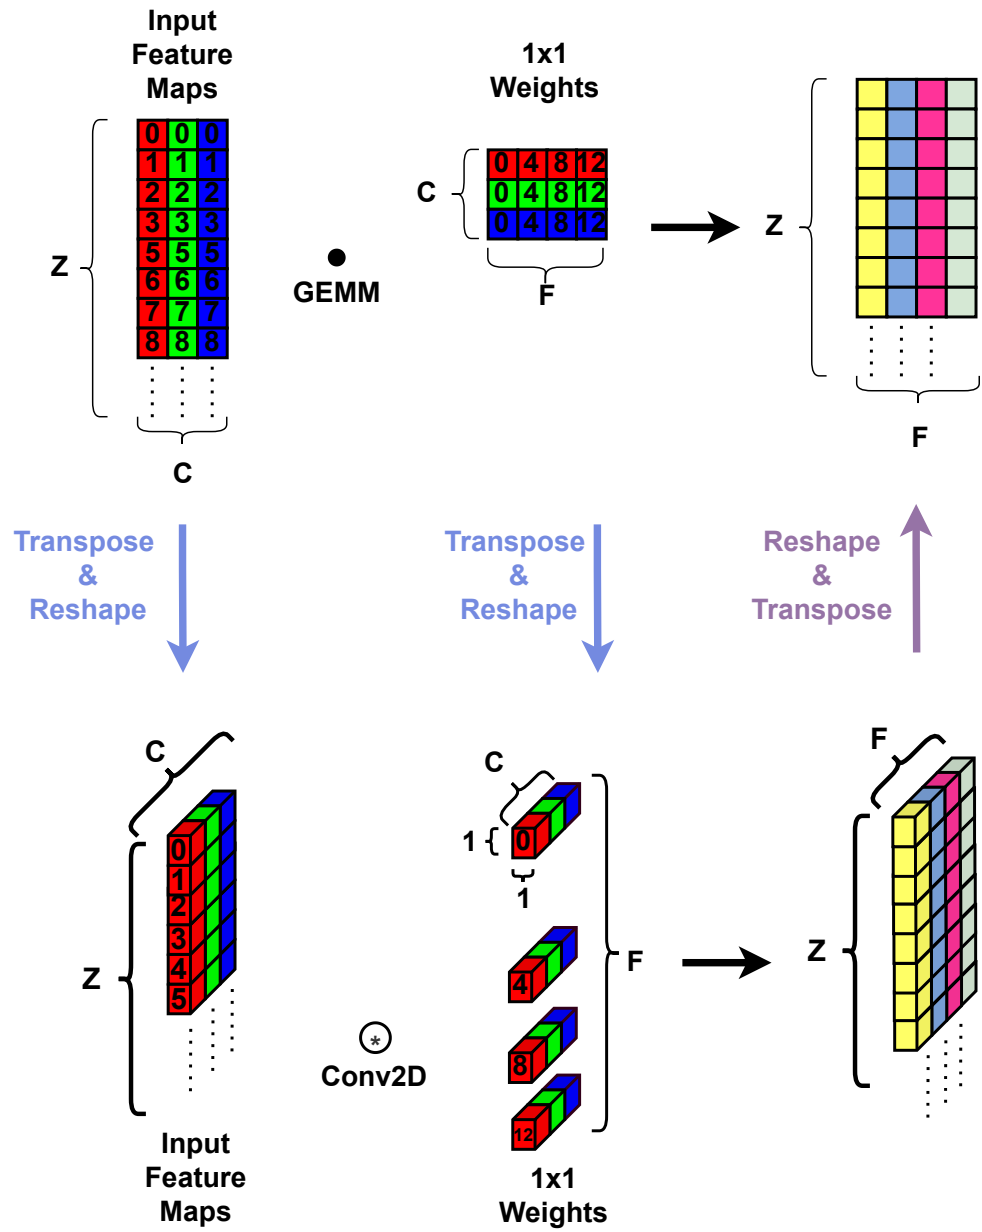 Input
Feature
Maps
1x1
Weights
0 0 0
1 1 1
2 2 2
3 3 3
5 5 5
6 6 6
7 7 7
8 8 8
Z
C
GEMM
C
0 4 8 12
0 4 8 12
0 4 8 12
F
Z
F
Transpose
&
Reshape
Transpose
&
Reshape
Reshape
&
Transpose
C
Z
0
1
2
3
4
5
Input
Feature
Maps
*
Conv2D
C
1
0
1
4
8
12
F
1x1
Weights
F
Z